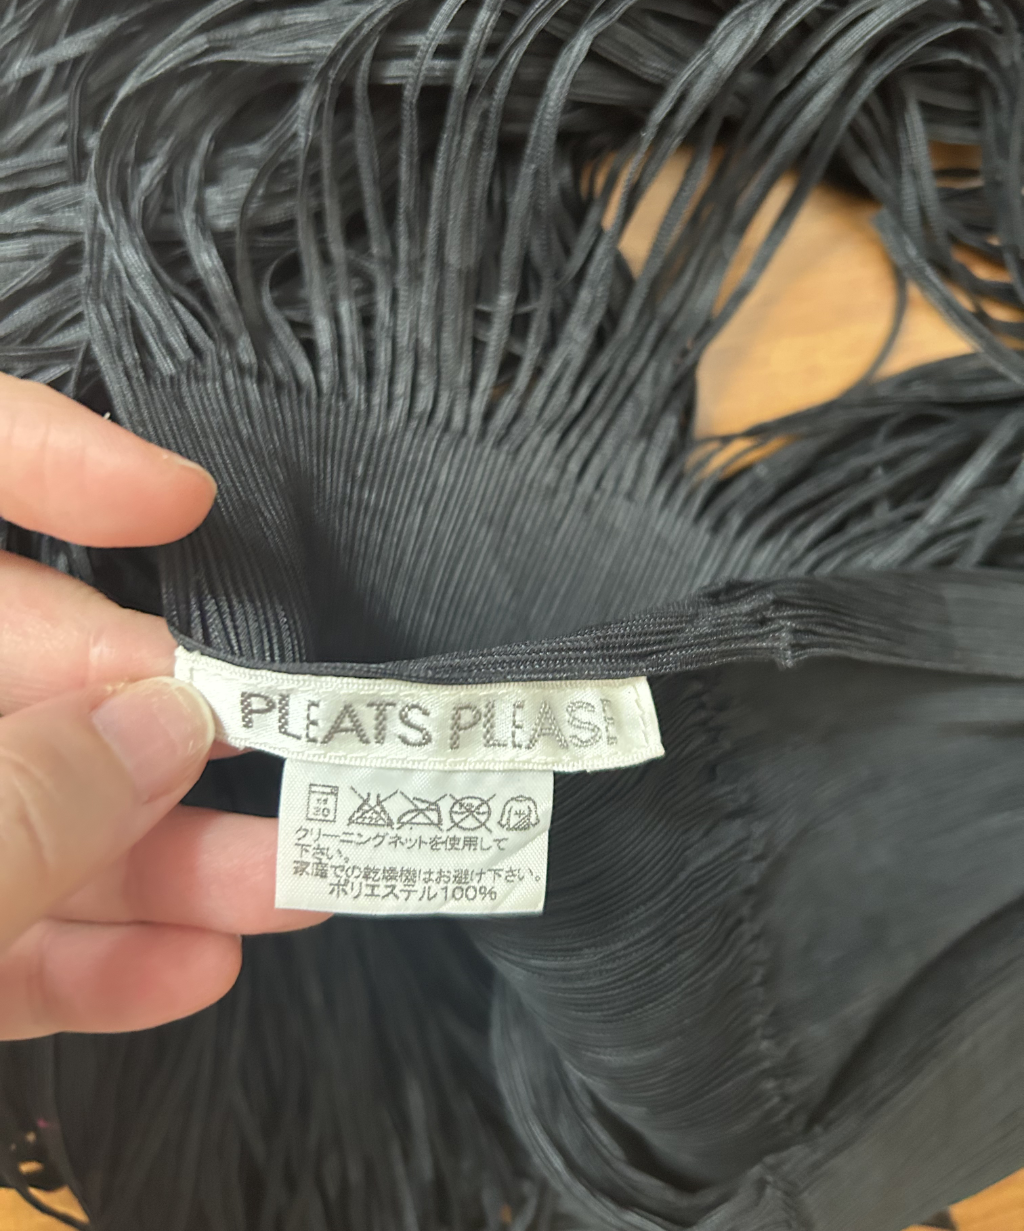 PLEATS PLEASE
クリーニングネットを使用して
下さい。
家庭での乾燥機はお避け下さい。
ポリエステル100%